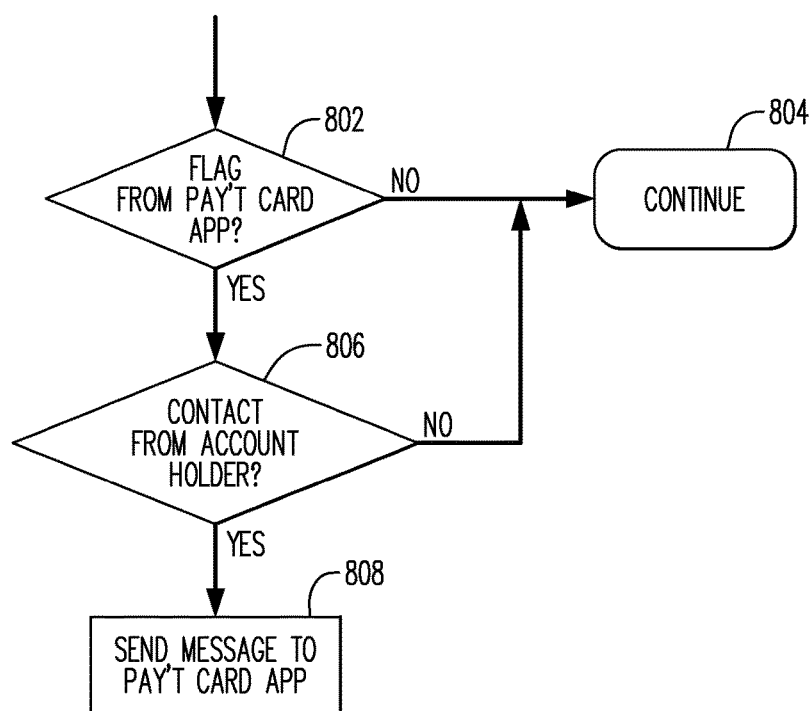 802
FLAG
FROM PAY'T CARD
APP?
NO
804
CONTINUE
YES
806
CONTACT
FROM ACCOUNT
HOLDER?
NO
YES
808
SEND MESSAGE TO
PAY'T CARD APP